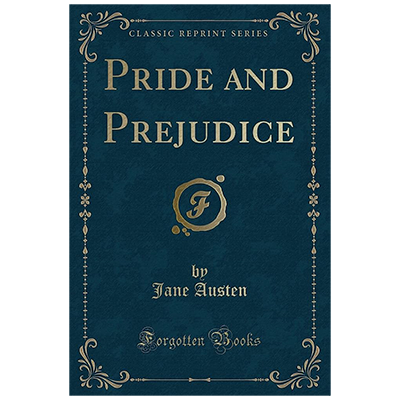 CLASSIC REPRINT SERIES
PRIDE AND
PREJUDICE
F
by
Jane Austen
Forgotten Books